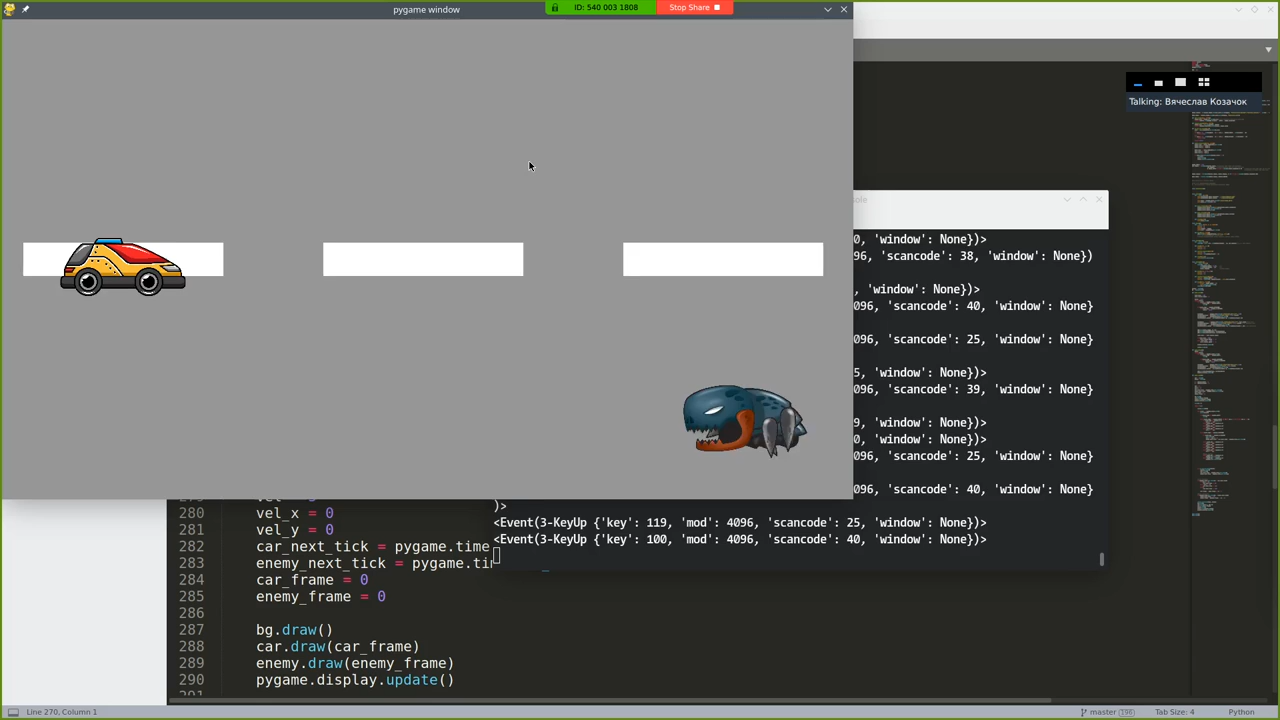 pygame window
ID: 540 003 1808
Stop Share
Talking: Вячеслав Козачок
0, 'window': None})>
96, 'scancode': 38, 'window': None})
, 'window': None})>
096, 'scancode': 40, 'window': None}
096, 'scancode': 25, 'window': None}
5, 'window': None})>
096, 'scancode': 39, 'window': None}
9, 'window': None})>
0, 'window': None})>
096, 'scancode': 25, 'window': None}
096, 'scancode': 40, 'window': None}
)>
<Event(3-KeyUp {'key': 119, 'mod': 4096, 'scancode': 25, 'window': None})>
<Event(3-KeyUp {'key': 100, 'mod': 4096, 'scancode': 40, 'window': None})>
280 vel_x = 0
281 vel_y = 0
282 car_next_tick = pygame.time
283 enemy_next_tick = pygame.tim
284 car_frame = 0
285 enemy_frame = 0
286
287 bg.draw()
288 car.draw(car_frame)
289 enemy.draw(enemy_frame)
290 pygame.display.update()
Line 270, Column 1
master
Tab Size: 4
Python